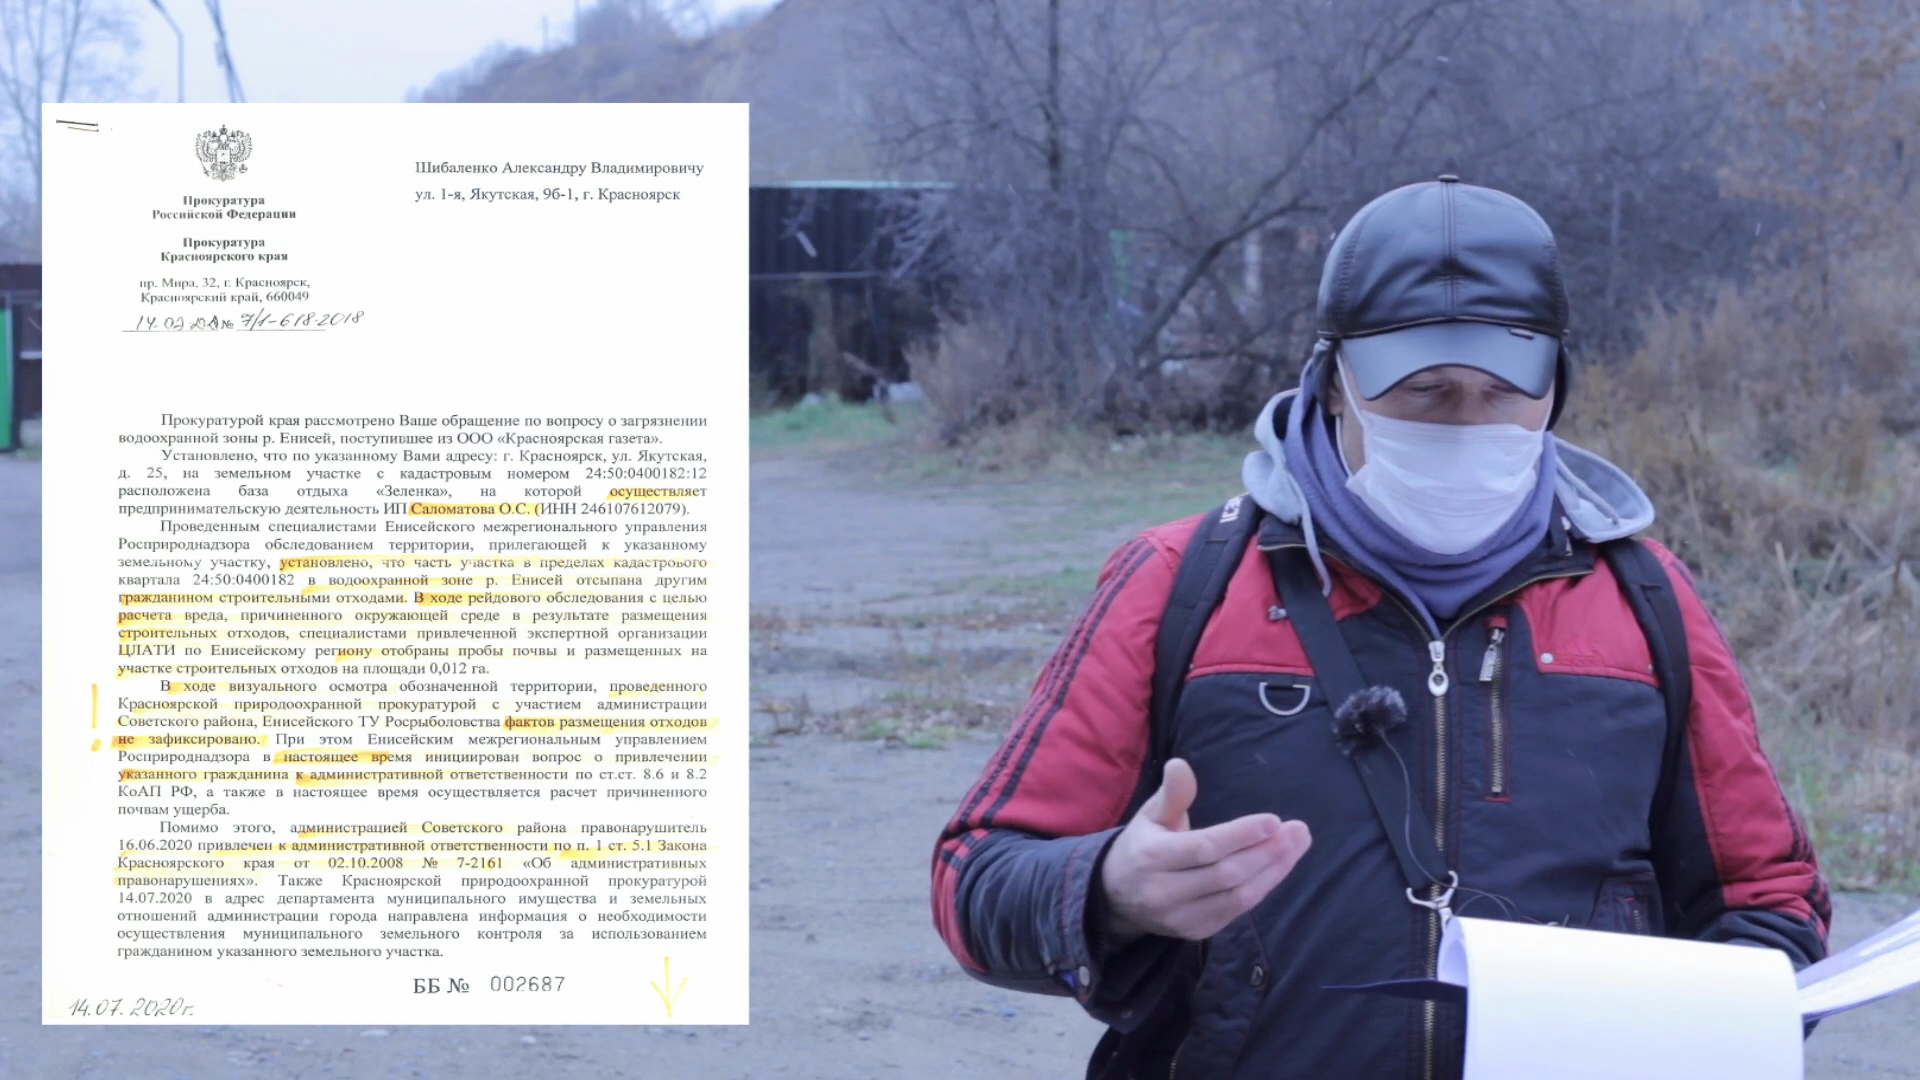 Прокуратура
Российской Федерации
Прокуратура
Красноярского края
пр. Мира, 32, г. Красноярск,
Красноярский край, 660049
14.07.2020 № 7/1-618-2018
Шибаленко Александру Владимировичу
ул. 1-я, Якутская, 9б-1, г. Красноярск
Прокуратурой края рассмотрено Ваше обращение по вопросу о загрязнении
водоохранной зоны р. Енисей, поступившее из ООО «Красноярская газета».
Установлено, что по указанному Вами адресу: г. Красноярск, ул. Якутская,
д. 25, на земельном участке с кадастровым номером 24:50:0400182:12
расположена база отдыха «Зеленка», на которой осуществляет
предпринимательскую деятельность ИП Саломатова О.С. (ИНН 246107612079).
Проведенным специалистами Енисейского межрегионального управления
Росприроднадзора обследованием территории, прилегающей к указанному
земельному участку, установлено, что часть участка в пределах кадастрового
квартала 24:50:0400182 в водоохранной зоне р. Енисей отсыпана другим
гражданином строительными отходами. В ходе рейдового обследования с целью
расчета вреда, причиненного окружающей среде в результате размещения
строительных отходов, специалистами привлеченной экспертной организации
ЦЛАТИ по Енисейскому региону отобраны пробы почвы и размещенных на
участке строительных отходов на площади 0,012 га.
В ходе визуального осмотра обозначенной территории, проведенного
Красноярской природоохранной прокуратурой с участием администрации
Советского района, Енисейского ТУ Росрыболовства фактов размещения отходов
не зафиксировано. При этом Енисейским межрегиональным управлением
Росприроднадзора в настоящее время инициирован вопрос о привлечении
указанного гражданина к административной ответственности по ст.ст. 8.6 и 8.2
КоАП РФ, а также в настоящее время осуществляется расчет причиненного
почвам ущерба.
Помимо этого, администрацией Советского района правонарушитель
16.06.2020 привлечен к административной ответственности по п. 1 ст. 5.1 Закона
Красноярского края от 02.10.2008 № 7-2161 «Об административных
правонарушениях». Также Красноярской природоохранной прокуратурой
14.07.2020 в адрес департамента муниципального имущества и земельных
отношений администрации города направлена информация о необходимости
осуществления муниципального земельного контроля за использованием
гражданином указанного земельного участка.
ББ № 002687
14.07.2020г.